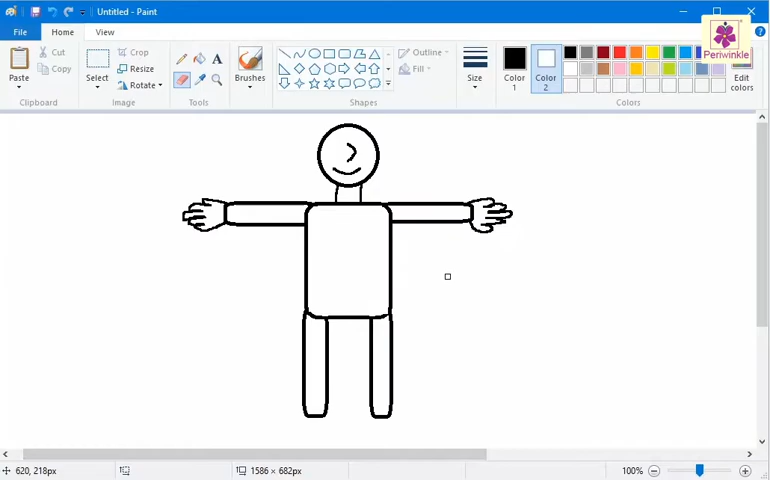 Untitled - Paint
File
Home
View
Periwinkle
Paste
Cut
Copy
Clipboard
Select
Crop
Resize
Rotate
Image
A
Tools
Brushes
Shapes
Outline
Fill
Size
Color
1
Color
2
Edit
colors
Colors
620, 218px
1586 × 682px
100%